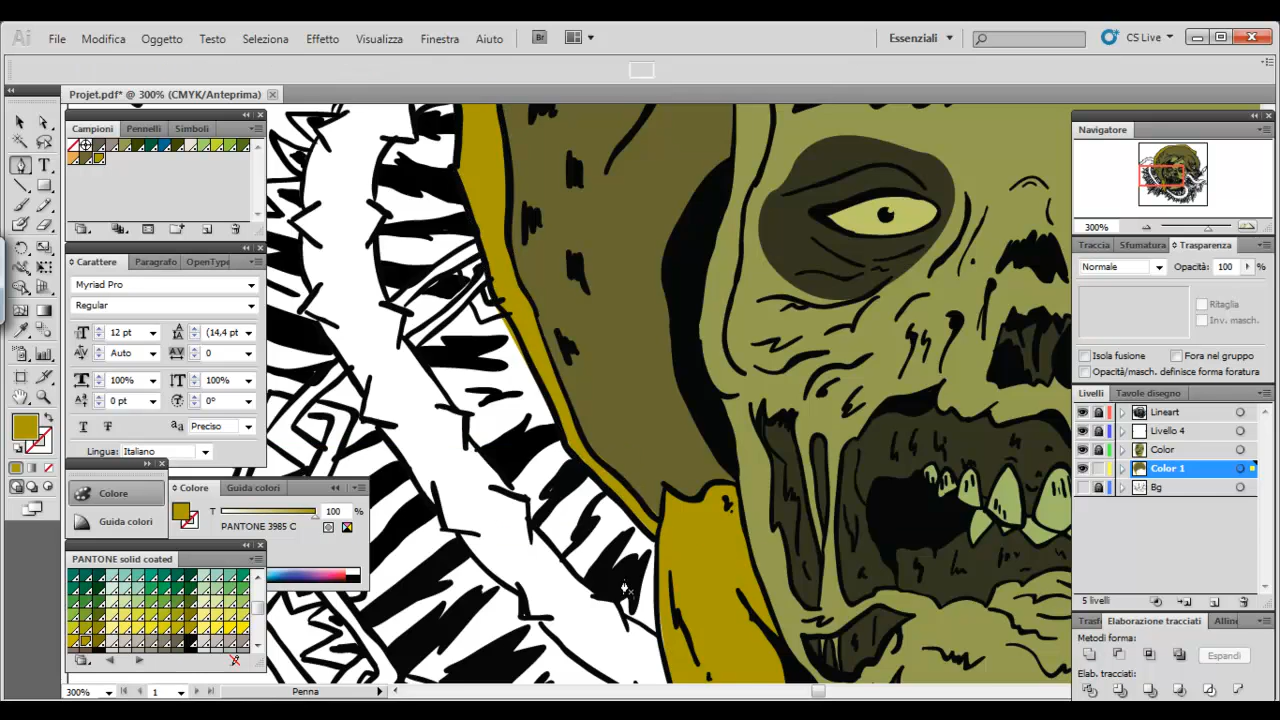 Ai File Modifica Oggetto Testo Seleziona Effetto Visualizza Finestra Aiuto Br Essenziali CS Live
Projet.pdf* @ 300% (CMYK/Anteprima)
Campioni Pennelli Simboli
Navigatore
300%
Traccia Sfumatura Trasparenza
Carattere Paragrafo OpenType
Normale Opacità: 100 %
Myriad Pro
Regular
Ritaglia
Inv. masch.
12 pt (14,4 pt
Auto 0
Isola fusione Fora nel gruppo
Opacità/masch. definisce forma foratura
100% 100%
0 pt 0°
Livelli Tavole disegno
Lineart
Preciso
Livello 4
Lingua: Italiano
Color
Color 1
Bg
Colore
Colore Guida colori
T 100 %
PANTONE 3985 C
Guida colori
PANTONE solid coated
5 livelli
Elaborazione tracciati
Metodi forma:
Espandi
Elab. tracciati:
300% 1 Penna